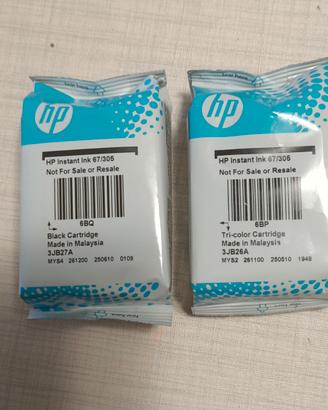 hp
HP Instant Ink 67/305
Not For Sale or Resale
6BQ
Black Cartridge
Made in Malaysia
3JB27A
MYS4 261200 250610 0109
hp
HP Instant Ink 67/305
Not For Sale or Resale
6BP
Tri-color Cartridge
Made in Malaysia
3JB26A
MYS2 261100 250510 1948